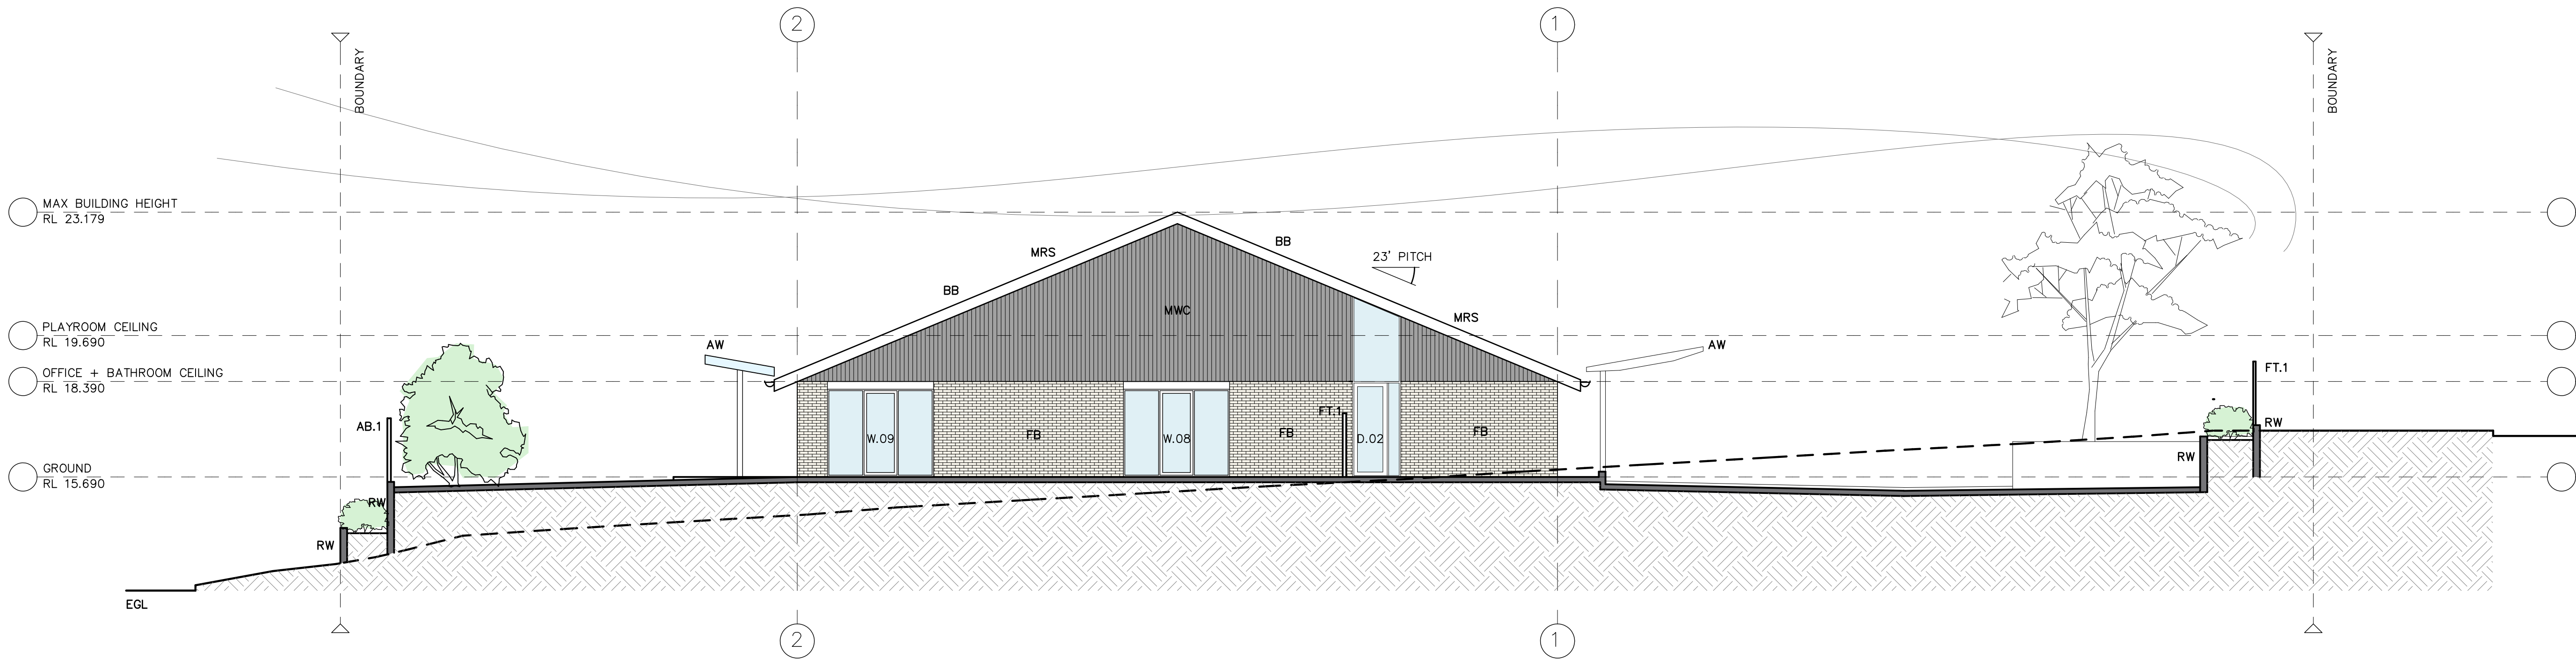 2
1
BOUNDARY
BOUNDARY
MAX BUILDING HEIGHT
RL 23.179
BB
MRS
23' PITCH
BB
MWC
MRS
PLAYROOM CEILING
RL 19.690
AW
AW
OFFICE + BATHROOM CEILING
RL 18.390
FT.1
AB.1
FT.1
RW
W.09
FB
W.08
FB
D.02
FB
RW
GROUND
RL 15.690
RW
RW
EGL
2
1